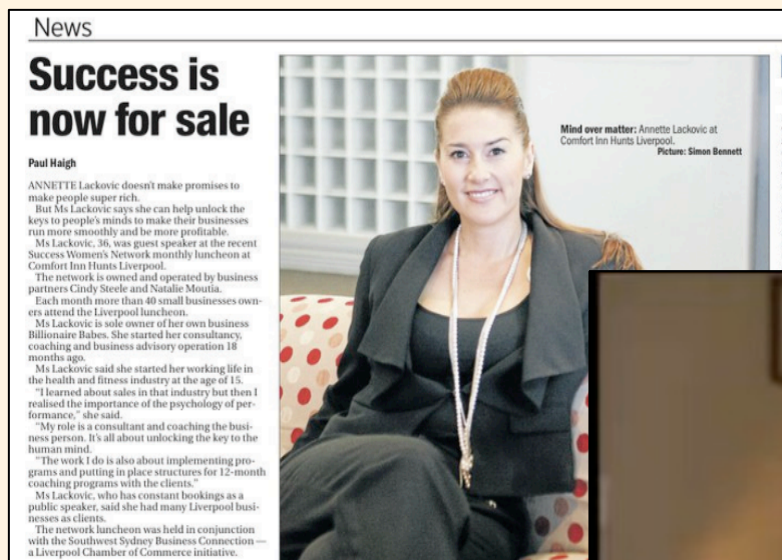 News
Success is
now for sale
Paul Haigh
ANNETTE Lackovic doesn't make promises to
make people super rich.
But Ms Lackovic says she can help unlock the
keys to people's minds to make their businesses
run more smoothly and be more profitable.
Ms Lackovic, 36, was guest speaker at the recent
Success Women's Network monthly luncheon at
Comfort Inn Hunts Liverpool.
The network is owned and operated by business
partners Cindy Steele and Natalie Moutia.
Each month more than 40 small businesses own-
ers attend the Liverpool luncheon.
Ms Lackovic is sole owner of her own business
Billionaire Babes. She started her consultancy,
coaching and business advisory operation 18
months ago.
Ms Lackovic said she started her working life in
the health and fitness industry at the age of 15.
"I learned about sales in that industry but then I
realised the importance of the psychology of per-
formance," she said.
"My role is a consultant and coaching the busi-
ness person. It's all about unlocking the key to the
human mind.
"The work I do is also about implementing pro-
grams and putting in place structures for 12-month
coaching programs with the clients."
Ms Lackovic, who has constant bookings as a
public speaker, said she had many Liverpool busi-
nesses as clients.
The network luncheon was held in conjunction
with the Southwest Sydney Business Connection —
a Liverpool Chamber of Commerce initiative.
Mind over matter: Annette Lackovic at
Comfort Inn Hunts Liverpool.
Picture: Simon Bennett